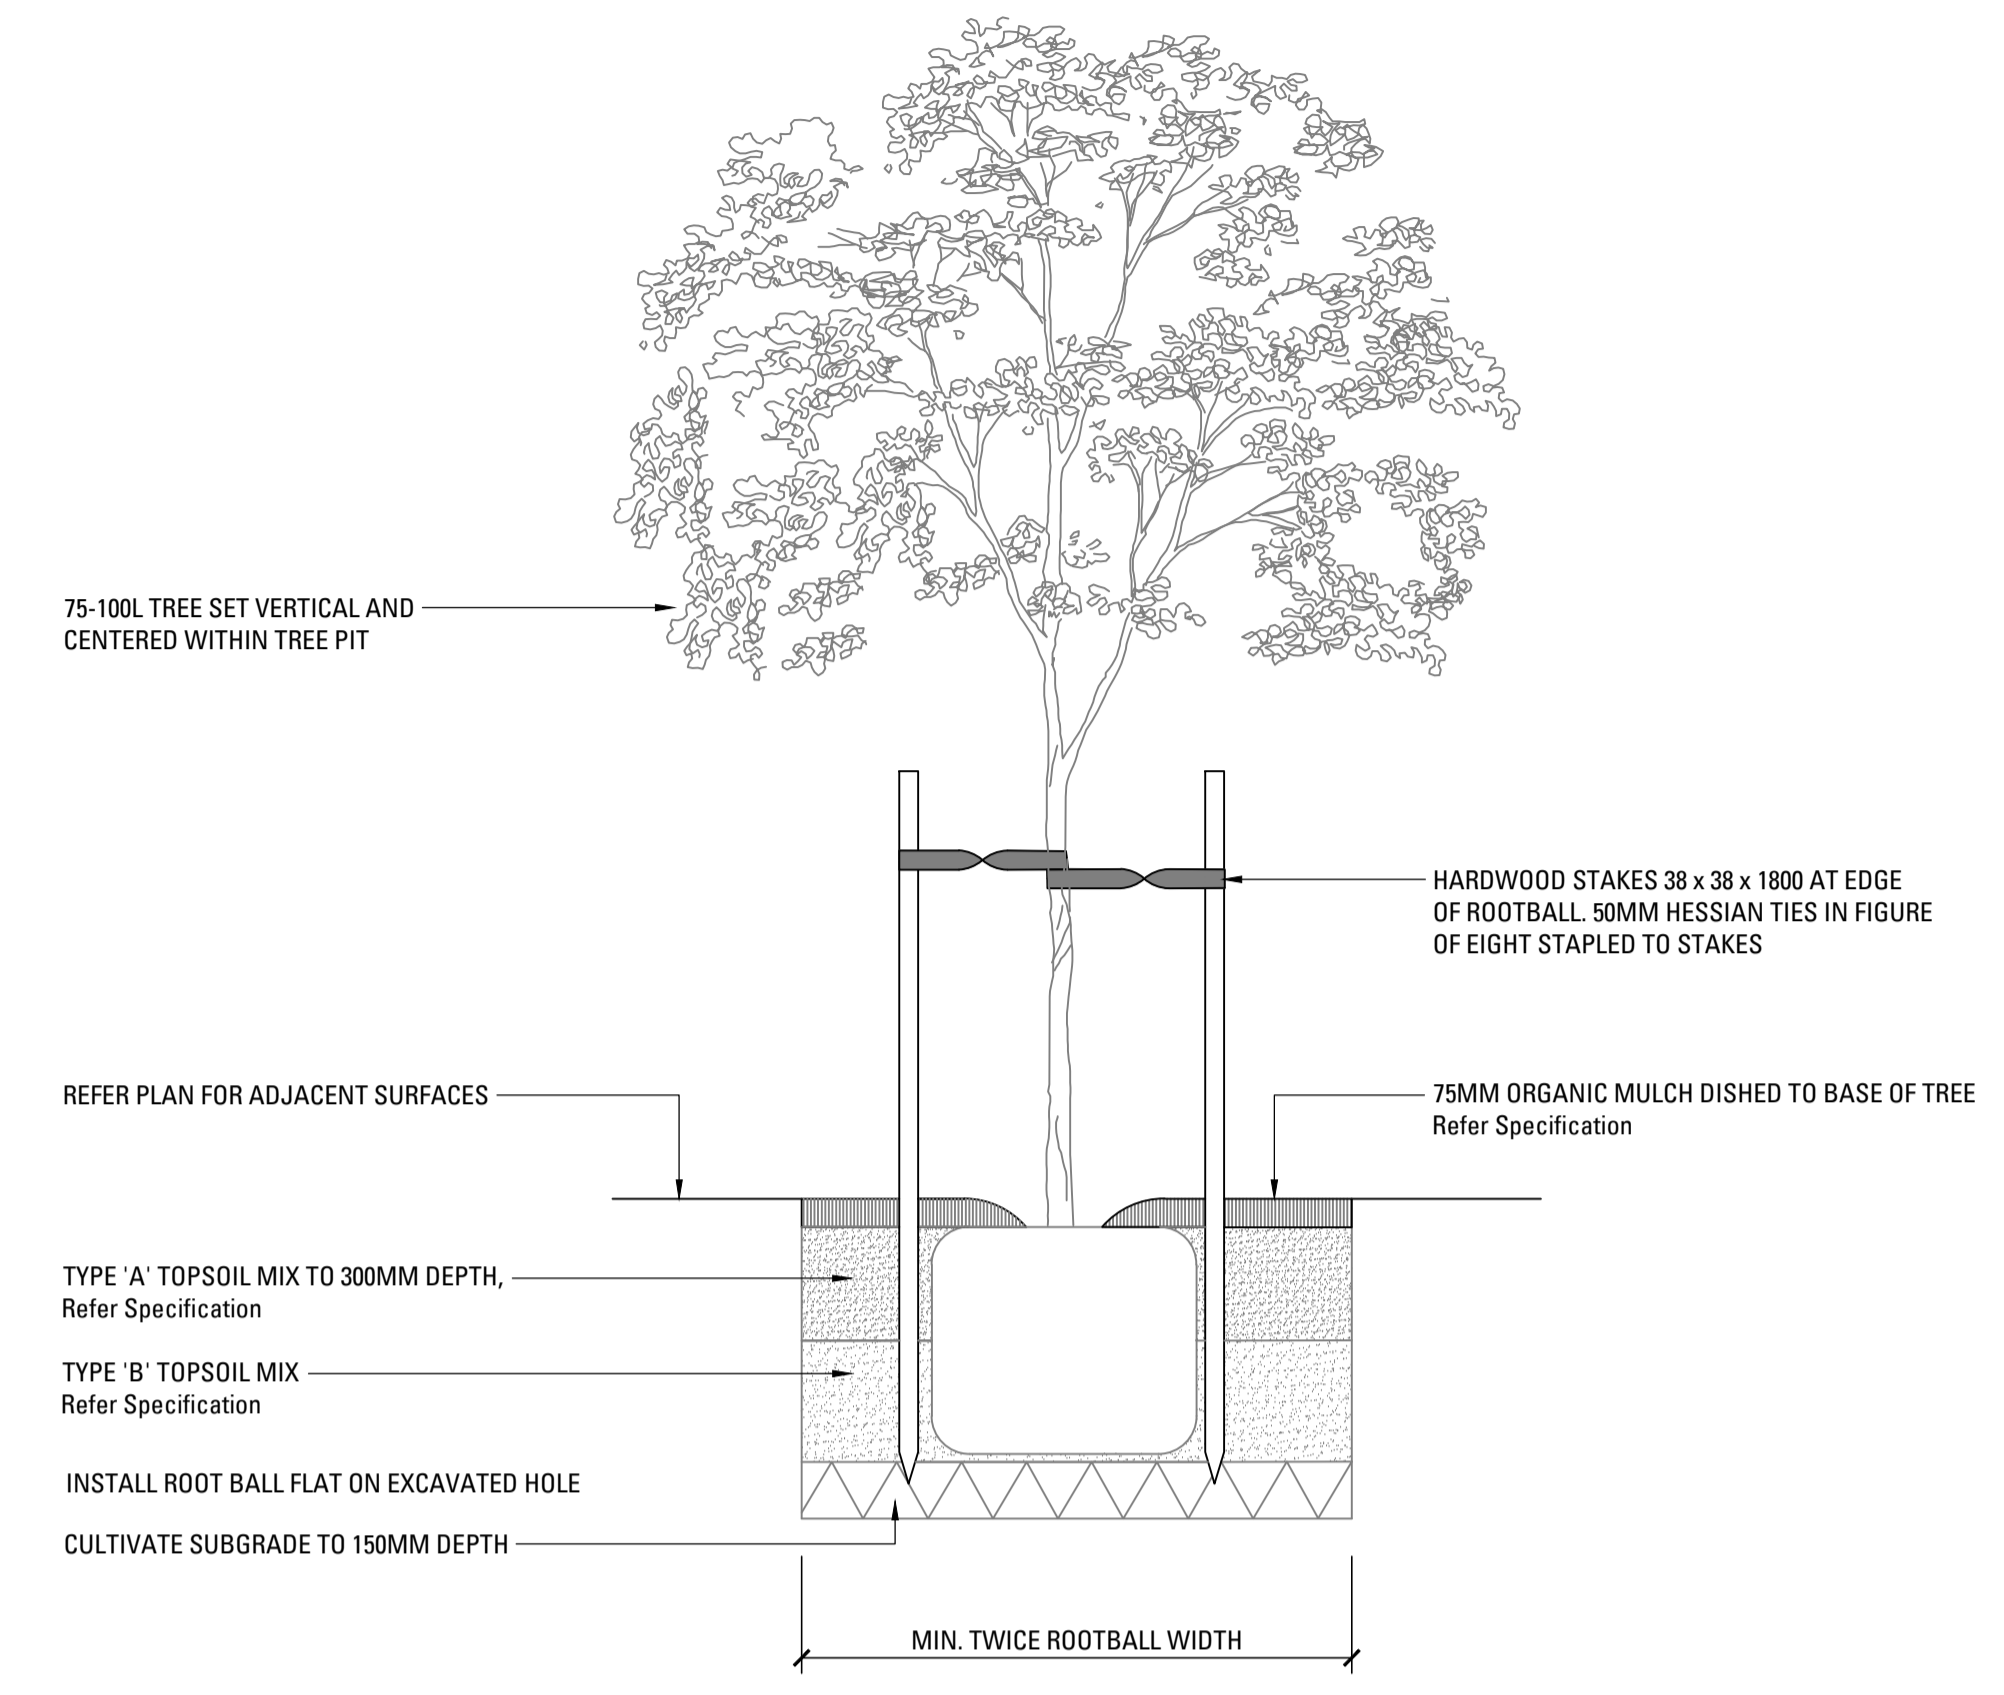 75-100L TREE SET VERTICAL AND
CENTERED WITHIN TREE PIT
HARDWOOD STAKES 38 x 38 x 1800 AT EDGE
OF ROOTBALL. 50MM HESSIAN TIES IN FIGURE
OF EIGHT STAPLED TO STAKES
REFER PLAN FOR ADJACENT SURFACES
75MM ORGANIC MULCH DISHED TO BASE OF TREE
Refer Specification
TYPE 'A' TOPSOIL MIX TO 300MM DEPTH,
Refer Specification
TYPE 'B' TOPSOIL MIX
Refer Specification
INSTALL ROOT BALL FLAT ON EXCAVATED HOLE
CULTIVATE SUBGRADE TO 150MM DEPTH
MIN. TWICE ROOTBALL WIDTH